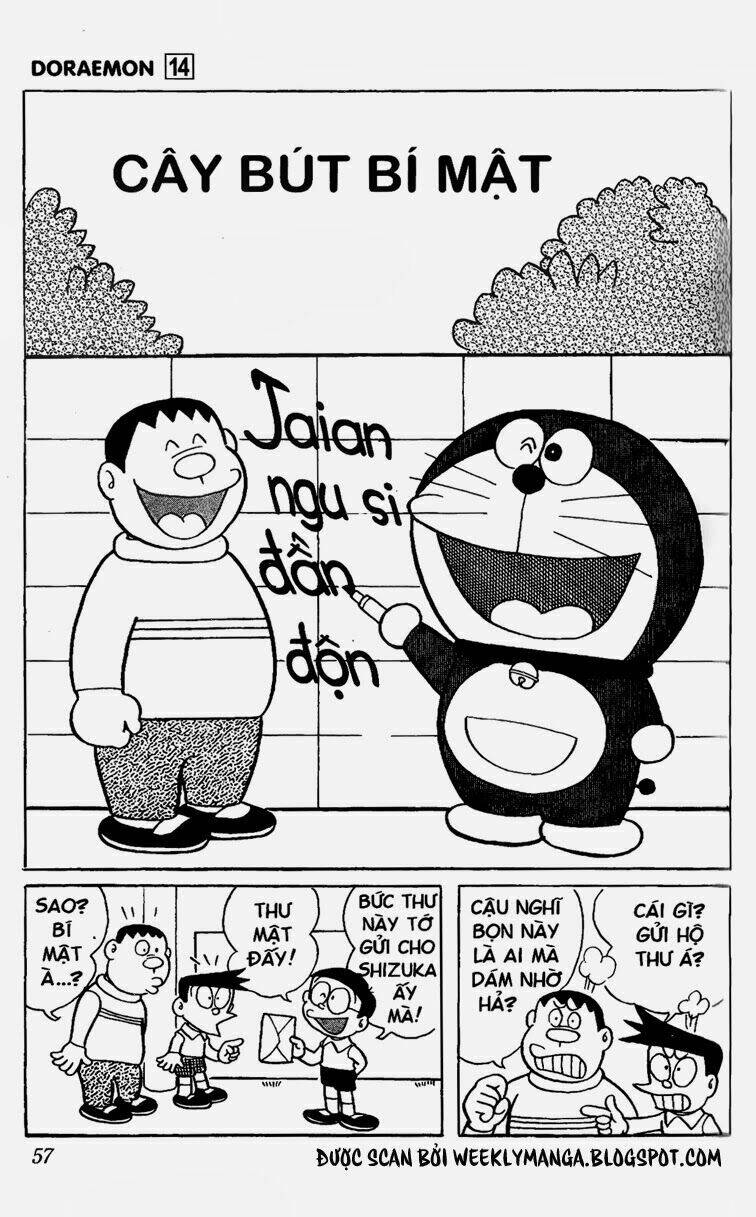 DORAEMON 14
CÂY BÚT BÍ MẬT
Jaian
ngu si
đần
độn
CÁI GÌ?
GỬI HỘ
THƯ Á?
CẬU NGHĨ
BỌN NÀY
LÀ AI MÀ
DÁM NHỜ
HẢ?
BỨC THƯ
NÀY TỚ
GỬI CHO
SHIZUKA
ẤY
MÀ!
THƯ
MẬT
ĐẤY!
SAO?
BÍ
MẬT
À...?
57
ĐƯỢC SCAN BỞI WEEKLYMANGA.BLOGSPOT.COM